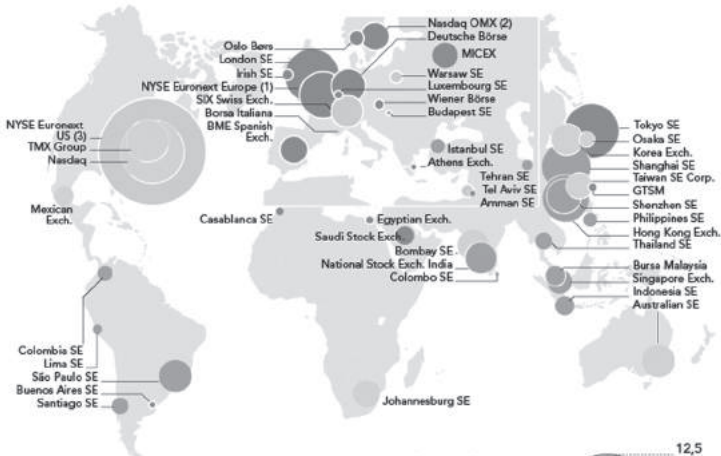 Nasdaq OMX (2)
Deutsche Börse
Oslo Børs
London SE
MICEX
Irish SE
NYSE Euronext Europe (1)
SIX Swiss Exch.
Borsa Italiana
BME Spanish
Exch.
Warsaw SE
Luxembourg SE
Wiener Börse
Budapest SE
NYSE Euronext
US (3)
TMX Group
Nasdaq
Mexican
Exch.
Istanbul SE
Athens Exch.
Tehran SE
Tel Aviv SE
Amman SE
Tokyo SE
Osaka SE
Korea Exch.
Shanghai SE
Taiwan SE Corp.
GTSM
Shenzhen SE
Philippines SE
Hong Kong Exch.
Thailand SE
Casablanca SE
Egyptian Exch.
Saudi Stock Exch.
Bombay SE
National Stock Exch. India
Colombo SE
Bursa Malaysia
Singapore Exch.
Indonesia SE
Australian SE
Colombia SE
Lima SE
São Paulo SE
Buenos Aires SE
Santiago SE
Johannesburg SE
12,5